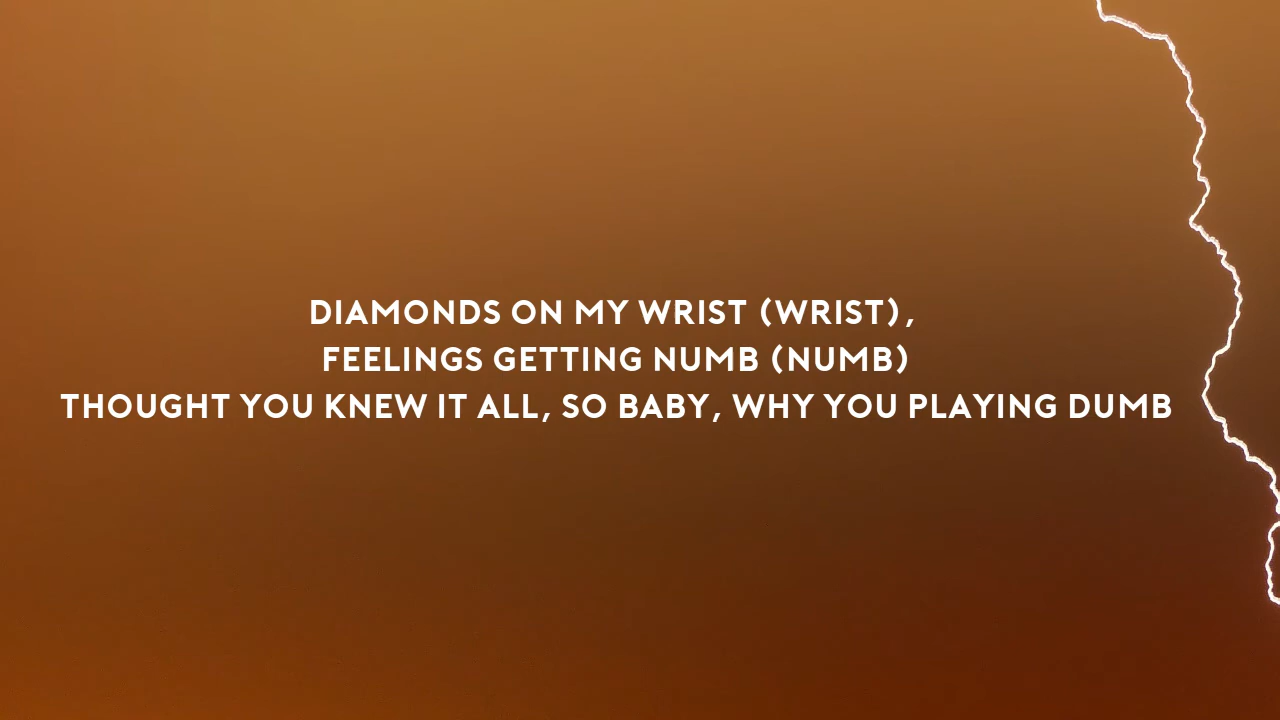 DIAMONDS ON MY WRIST (WRIST),
FEELINGS GETTING NUMB (NUMB)
THOUGHT YOU KNEW IT ALL, SO BABY, WHY YOU PLAYING DUMB